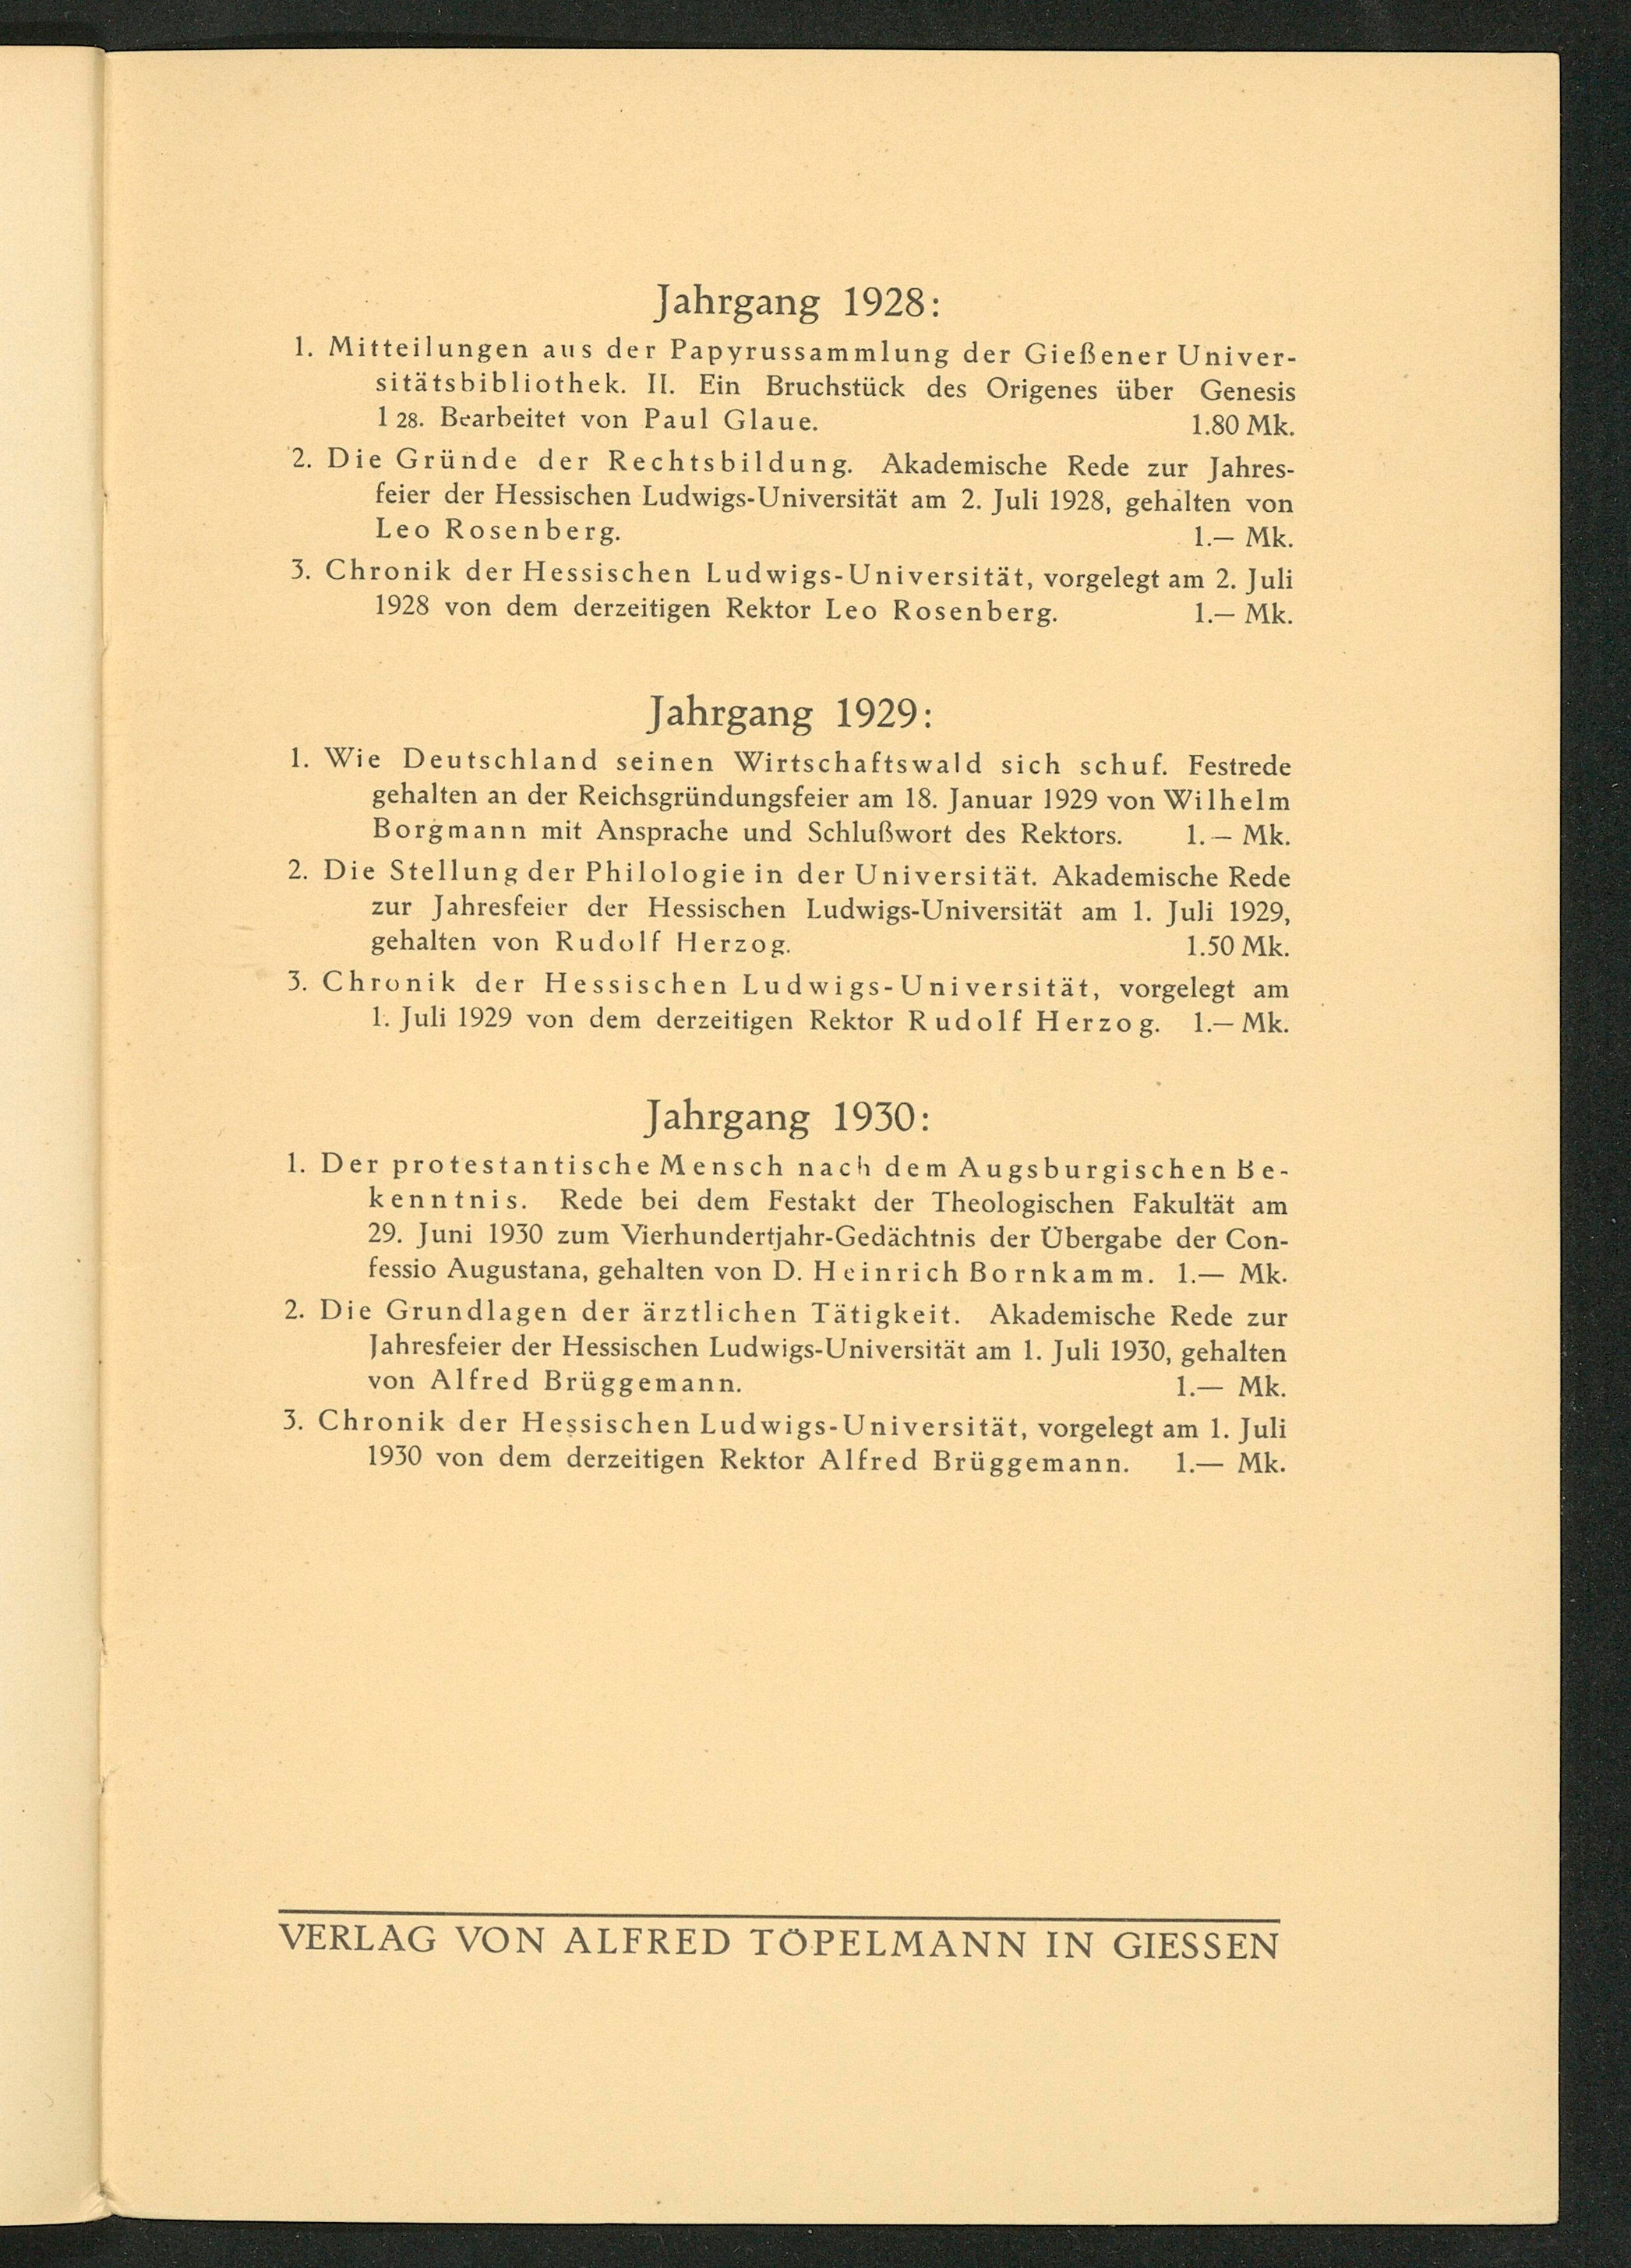 Jahrgang 1928:
1. Mitteilungen aus der Papyrussammlung der Gießener Univer-
sitätsbibliothek. II. Ein Bruchstück des Origenes über Genesis
1 28. Bearbeitet von Paul Glaue. 1.80 Mk.
2. Die Gründe der Rechtsbildung. Akademische Rede zur Jahres-
feier der Hessischen Ludwigs-Universität am 2. Juli 1928, gehalten von
Leo Rosenberg. 1.— Mk.
3. Chronik der Hessischen Ludwigs-Universität, vorgelegt am 2. Juli
1928 von dem derzeitigen Rektor Leo Rosenberg. 1.— Mk.
Jahrgang 1929:
1. Wie Deutschland seinen Wirtschaftswald sich schuf. Festrede
gehalten an der Reichsgründungsfeier am 18. Januar 1929 von Wilhelm
Borgmann mit Ansprache und Schlußwort des Rektors. 1.— Mk.
2. Die Stellung der Philologie in der Universität. Akademische Rede
zur Jahresfeier der Hessischen Ludwigs-Universität am 1. Juli 1929,
gehalten von Rudolf Herzog. 1.50 Mk.
3. Chronik der Hessischen Ludwigs-Universität, vorgelegt am
1. Juli 1929 von dem derzeitigen Rektor Rudolf Herzog. 1.— Mk.
Jahrgang 1930:
1. Der protestantische Mensch nach dem Augsburgischen Be-
kenntnis. Rede bei dem Festakt der Theologischen Fakultät am
29. Juni 1930 zum Vierhundertjahr-Gedächtnis der Übergabe der Con-
fessio Augustana, gehalten von D. Heinrich Bornkamm. 1.— Mk.
2. Die Grundlagen der ärztlichen Tätigkeit. Akademische Rede zur
Jahresfeier der Hessischen Ludwigs-Universität am 1. Juli 1930, gehalten
von Alfred Brüggemann. 1.— Mk.
3. Chronik der Hessischen Ludwigs-Universität, vorgelegt am 1. Juli
1930 von dem derzeitigen Rektor Alfred Brüggemann. 1.— Mk.
VERLAG VON ALFRED TÖPELMANN IN GIESSEN